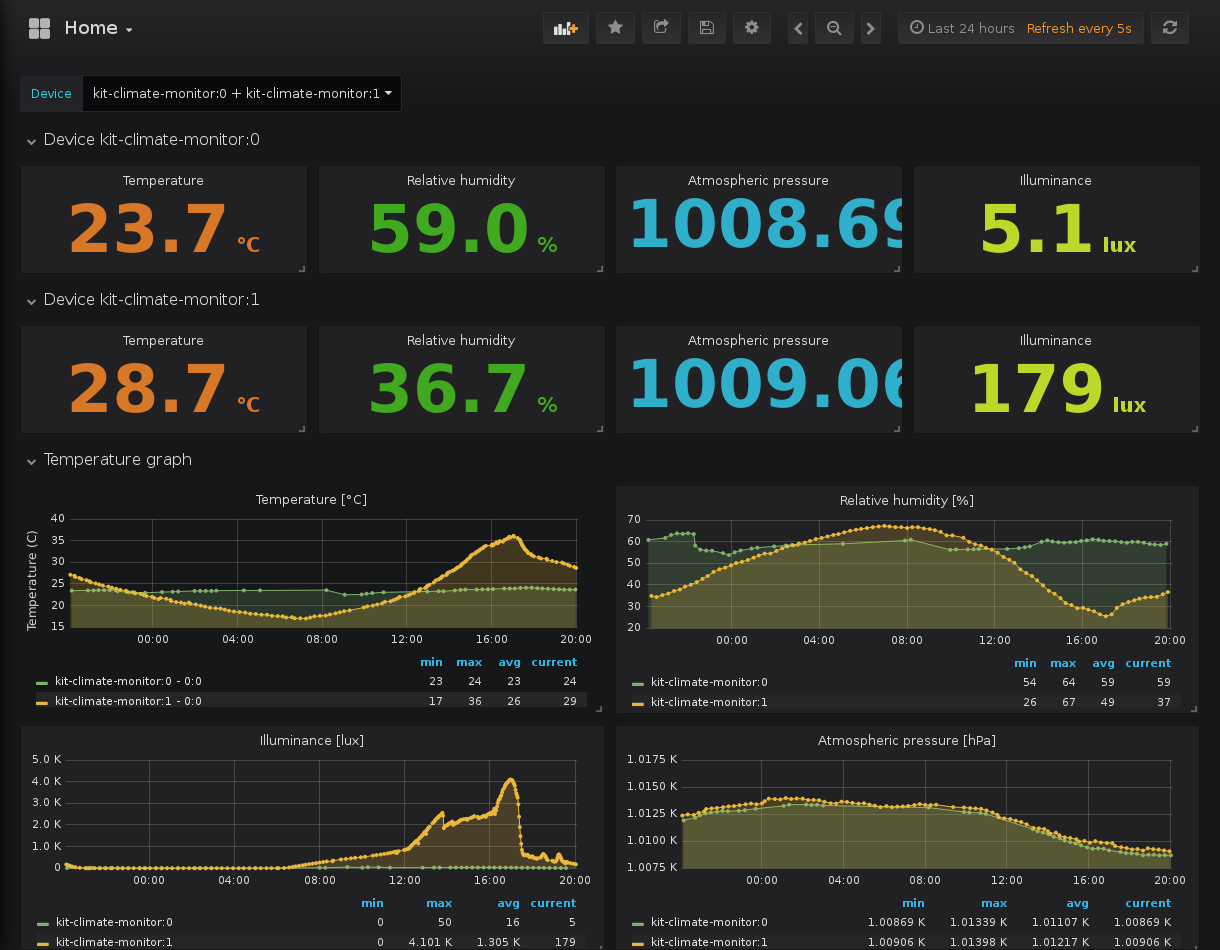 Home
Last 24 hours Refresh every 5s
Device kit-climate-monitor:0 + kit-climate-monitor:1
Device kit-climate-monitor:0
Temperature Relative humidity Atmospheric pressure Illuminance
23.7 °C 59.0 % 1008.69 5.1 lux
Device kit-climate-monitor:1
Temperature Relative humidity Atmospheric pressure Illuminance
28.7 °C 36.7 % 1009.06 179 lux
Temperature graph
Temperature [°C]
Temperature (C)
40
35
30
25
20
15
00:00 04:00 08:00 12:00 16:00 20:00
min max avg current
kit-climate-monitor:0 - 0:0 23 24 23 24
kit-climate-monitor:1 - 0:0 17 36 26 29
Relative humidity [%]
70
60
50
40
30
20
00:00 04:00 08:00 12:00 16:00 20:00
min max avg current
kit-climate-monitor:0 54 64 59 59
kit-climate-monitor:1 26 67 49 37
Illuminance [lux]
5.0 K
4.0 K
3.0 K
2.0 K
1.0 K
0
00:00 04:00 08:00 12:00 16:00 20:00
min max avg current
kit-climate-monitor:0 0 50 16 5
kit-climate-monitor:1 0 4.101 K 1.305 K 179
Atmospheric pressure [hPa]
1.0175 K
1.0150 K
1.0125 K
1.0100 K
1.0075 K
00:00 04:00 08:00 12:00 16:00 20:00
min max avg current
kit-climate-monitor:0 1.00869 K 1.01339 K 1.01107 K 1.00869 K
kit-climate-monitor:1 1.00906 K 1.01398 K 1.01217 K 1.00906 K